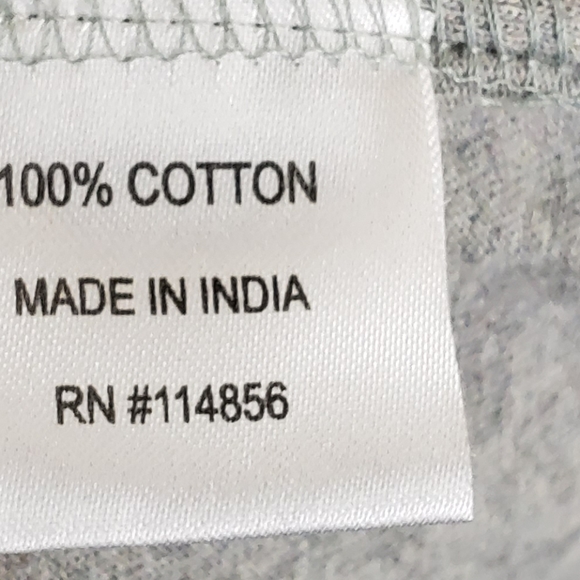 100% COTTON
MADE IN INDIA
RN #114856